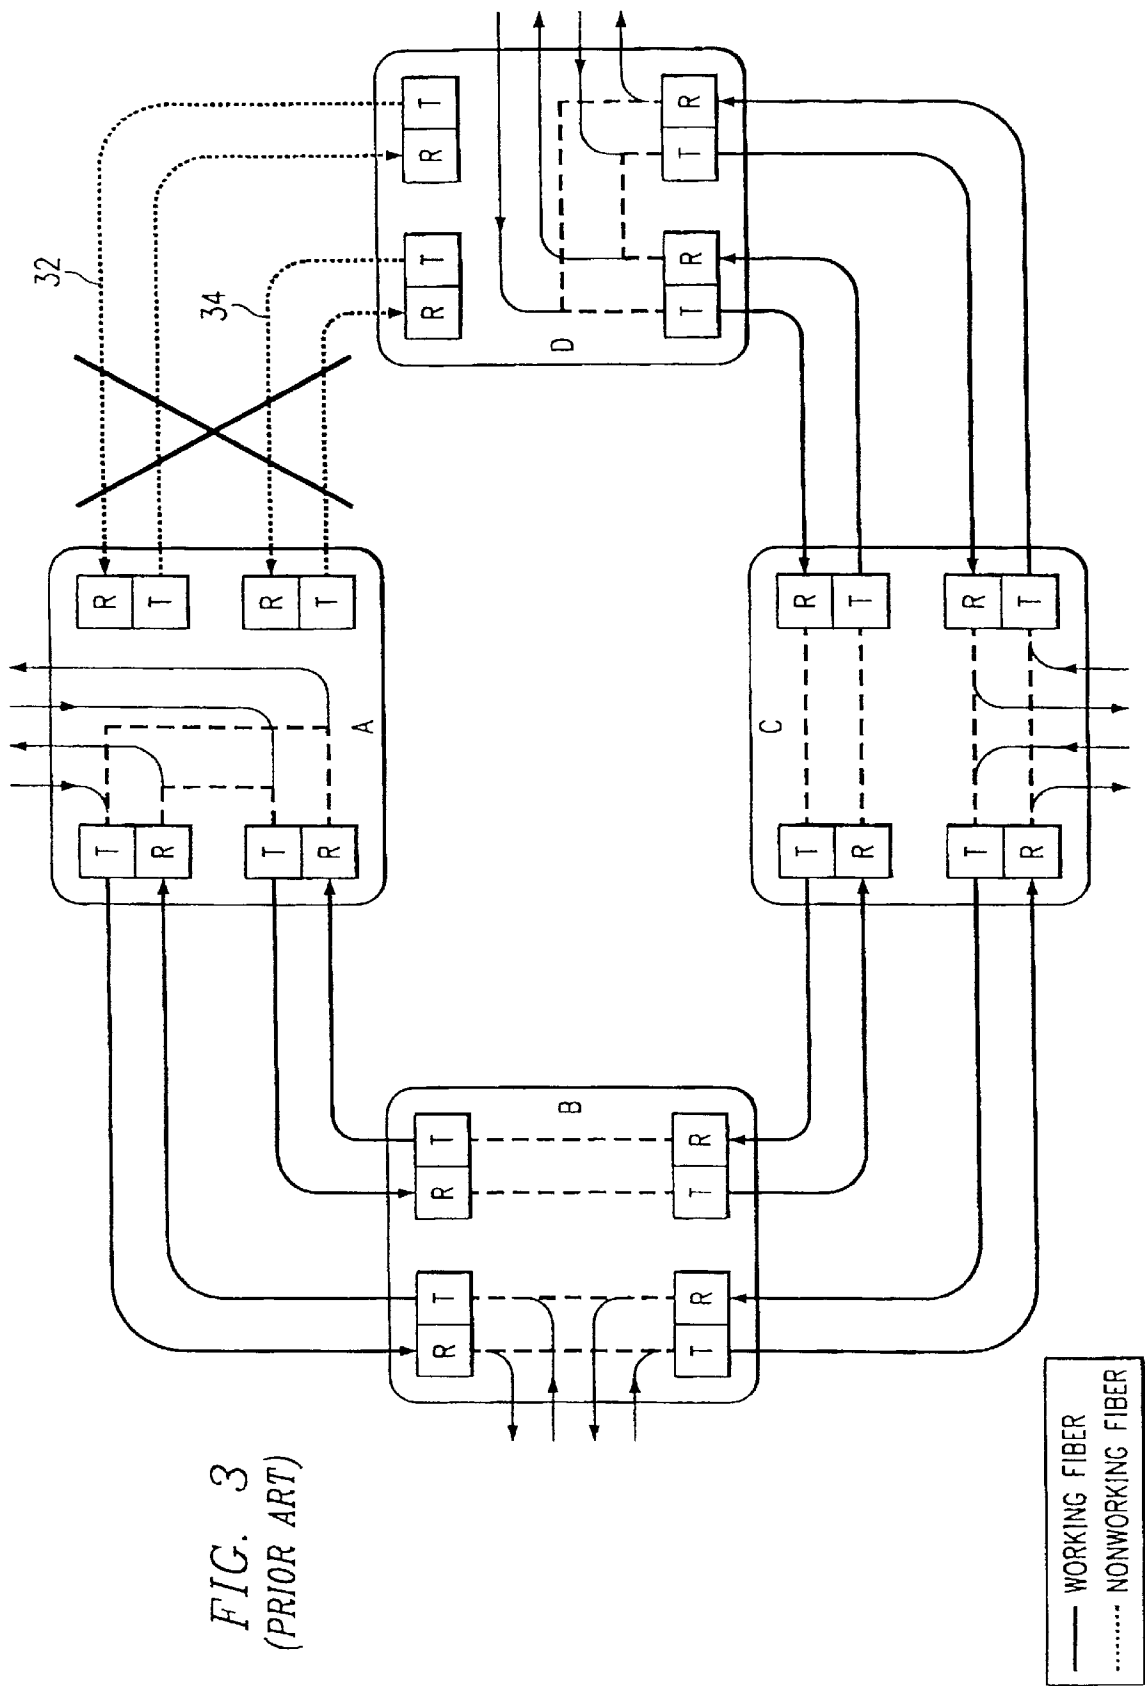 32
34
FIG. 3
(PRIOR ART)
T R
R T
T R
R T
A
R T R T
B
T R T R
R T R T
D
T R T R
C
T R
R T
T R
R T
WORKING FIBER
NONWORKING FIBER